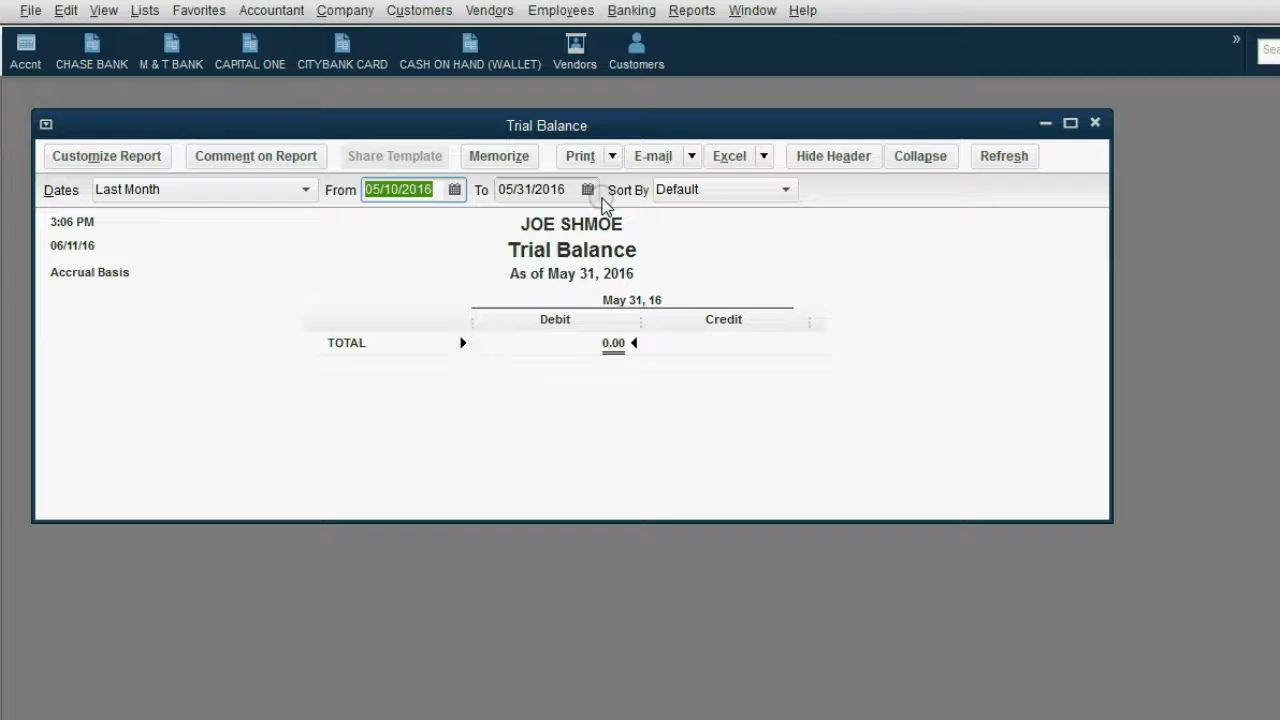 File Edit View Lists Favorites Accountant Company Customers Vendors Employees Banking Reports Window Help
Accnt CHASE BANK M & T BANK CAPITAL ONE CITYBANK CARD CASH ON HAND (WALLET) Vendors Customers » Sea
Trial Balance
Customize Report Comment on Report Share Template Memorize Print E-mail Excel Hide Header Collapse Refresh
Dates Last Month From 05/10/2016 To 05/31/2016 Sort By Default
3:06 PM JOE SHMOE
06/11/16 Trial Balance
Accrual Basis As of May 31, 2016
May 31, 16
Debit Credit
TOTAL 0.00